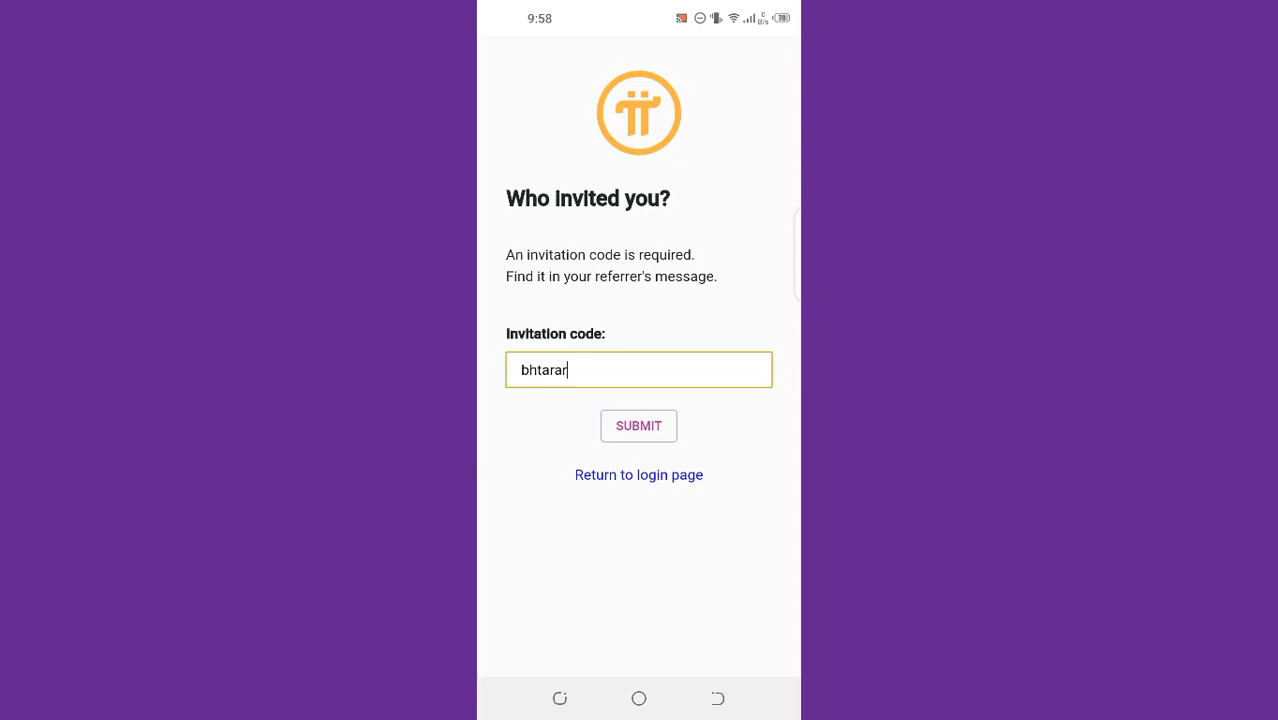 9:58
78
Who invited you?
An invitation code is required.
Find it in your referrer's message.
Invitation code:
bhtarar
SUBMIT
Return to login page